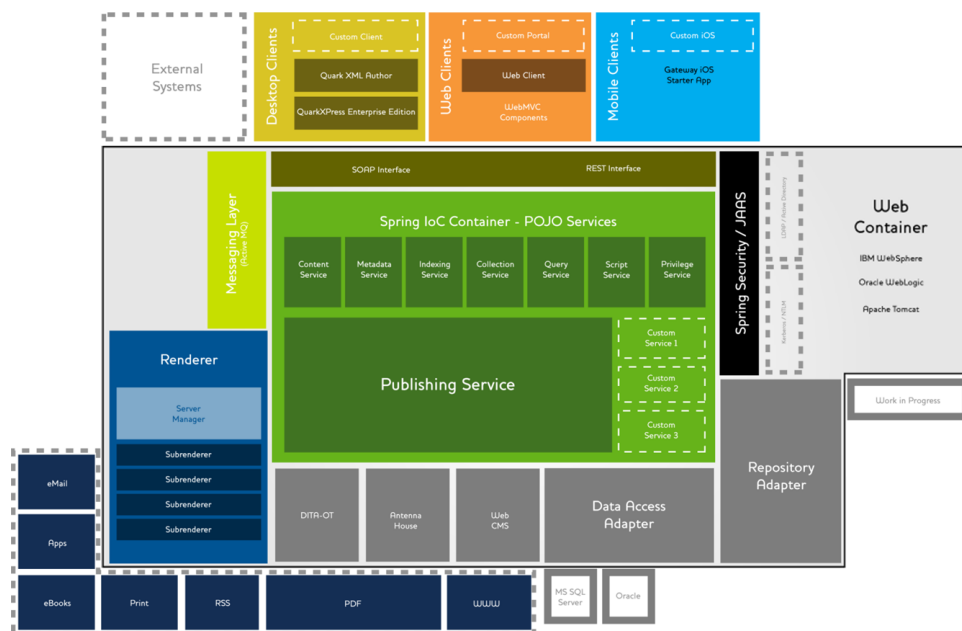 External
Systems
Desktop Clients
Custom Client
Quark XML Author
QuarkXPress Enterprise Edition
Web Clients
Custom Portal
Web Client
WebMVC
Components
Mobile Clients
Custom iOS
Gateway iOS
Starter App
Messaging Layer
(Active MQ)
SOAP Interface
REST Interface
Spring IoC Container - POJO Services
Content
Service
Metadata
Service
Indexing
Service
Collection
Service
Query
Service
Script
Service
Privilege
Service
Publishing Service
Custom
Service 1
Custom
Service 2
Custom
Service 3
Spring Security / JAAS
LDAP / Active Directory
Kerberos / NTLM
Web
Container
IBM WebSphere
Oracle WebLogic
Apache Tomcat
Renderer
Server
Manager
Subrenderer
Subrenderer
Subrenderer
Subrenderer
DITA-OT
Antenna
House
Web
CMS
Data Access
Adapter
Repository
Adapter
Work in Progress
eMail
Apps
eBooks
Print
RSS
PDF
WWW
MS SQL
Server
Oracle